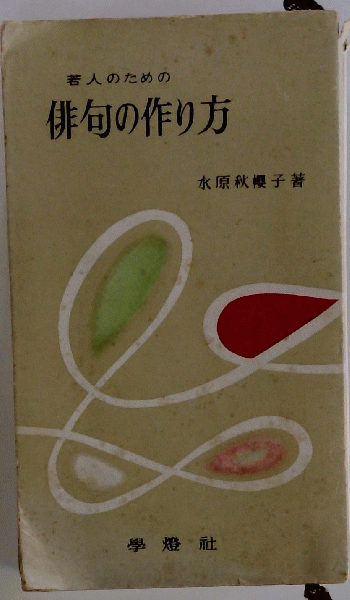 若人のための
俳句の作り方
水原秋櫻子著
學燈社